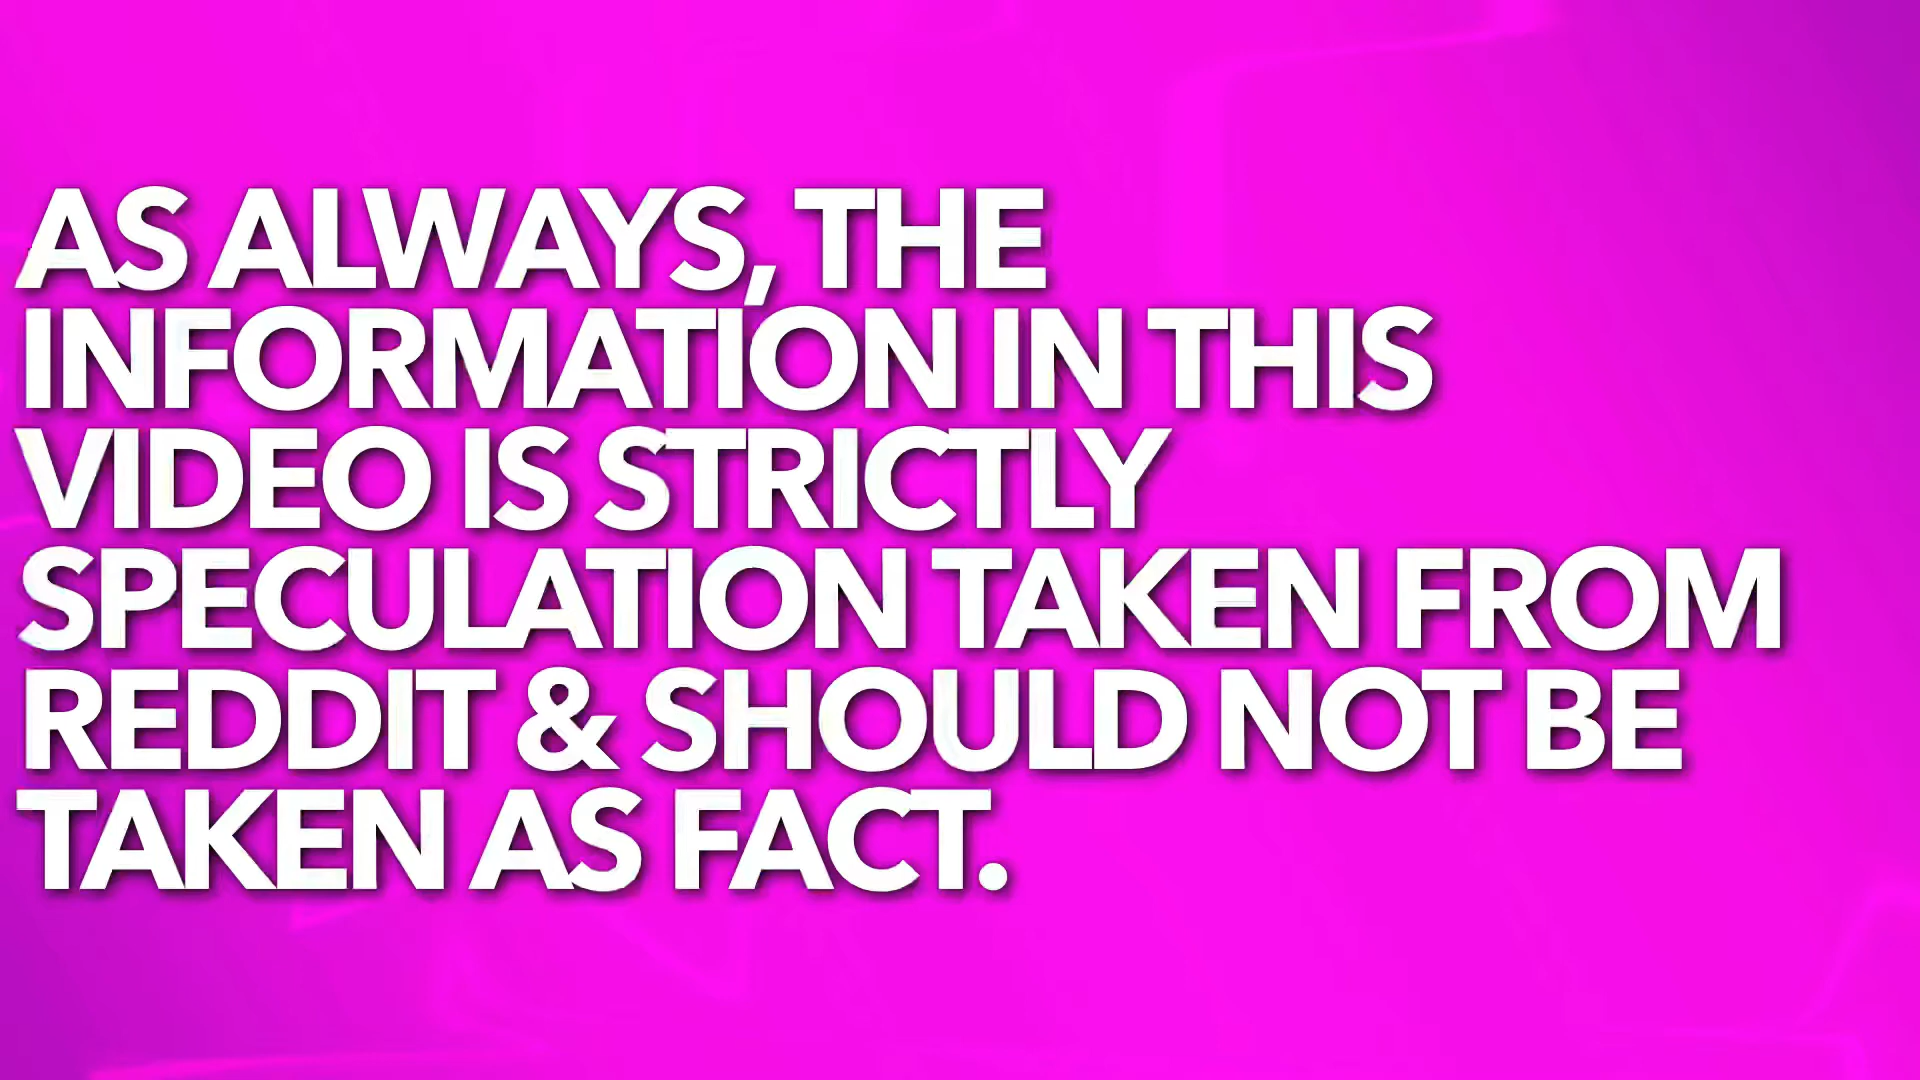 AS ALWAYS, THE
INFORMATION IN THIS
VIDEO IS STRICTLY
SPECULATION TAKEN FROM
REDDIT & SHOULD NOT BE
TAKEN AS FACT.